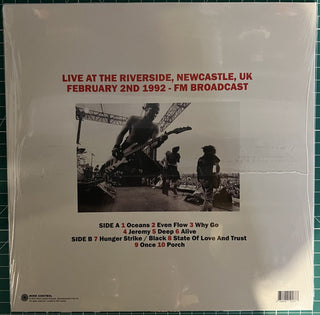 LIVE AT THE RIVERSIDE, NEWCASTLE, UK
FEBRUARY 2ND 1992 - FM BROADCAST
SIDE A 1 Oceans 2 Even Flow 3 Why Go
4 Jeremy 5 Deep 6 Alive
SIDE B 7 Hunger Strike / Black 8 State Of Love And Trust
9 Once 10 Porch
MIND CONTROL